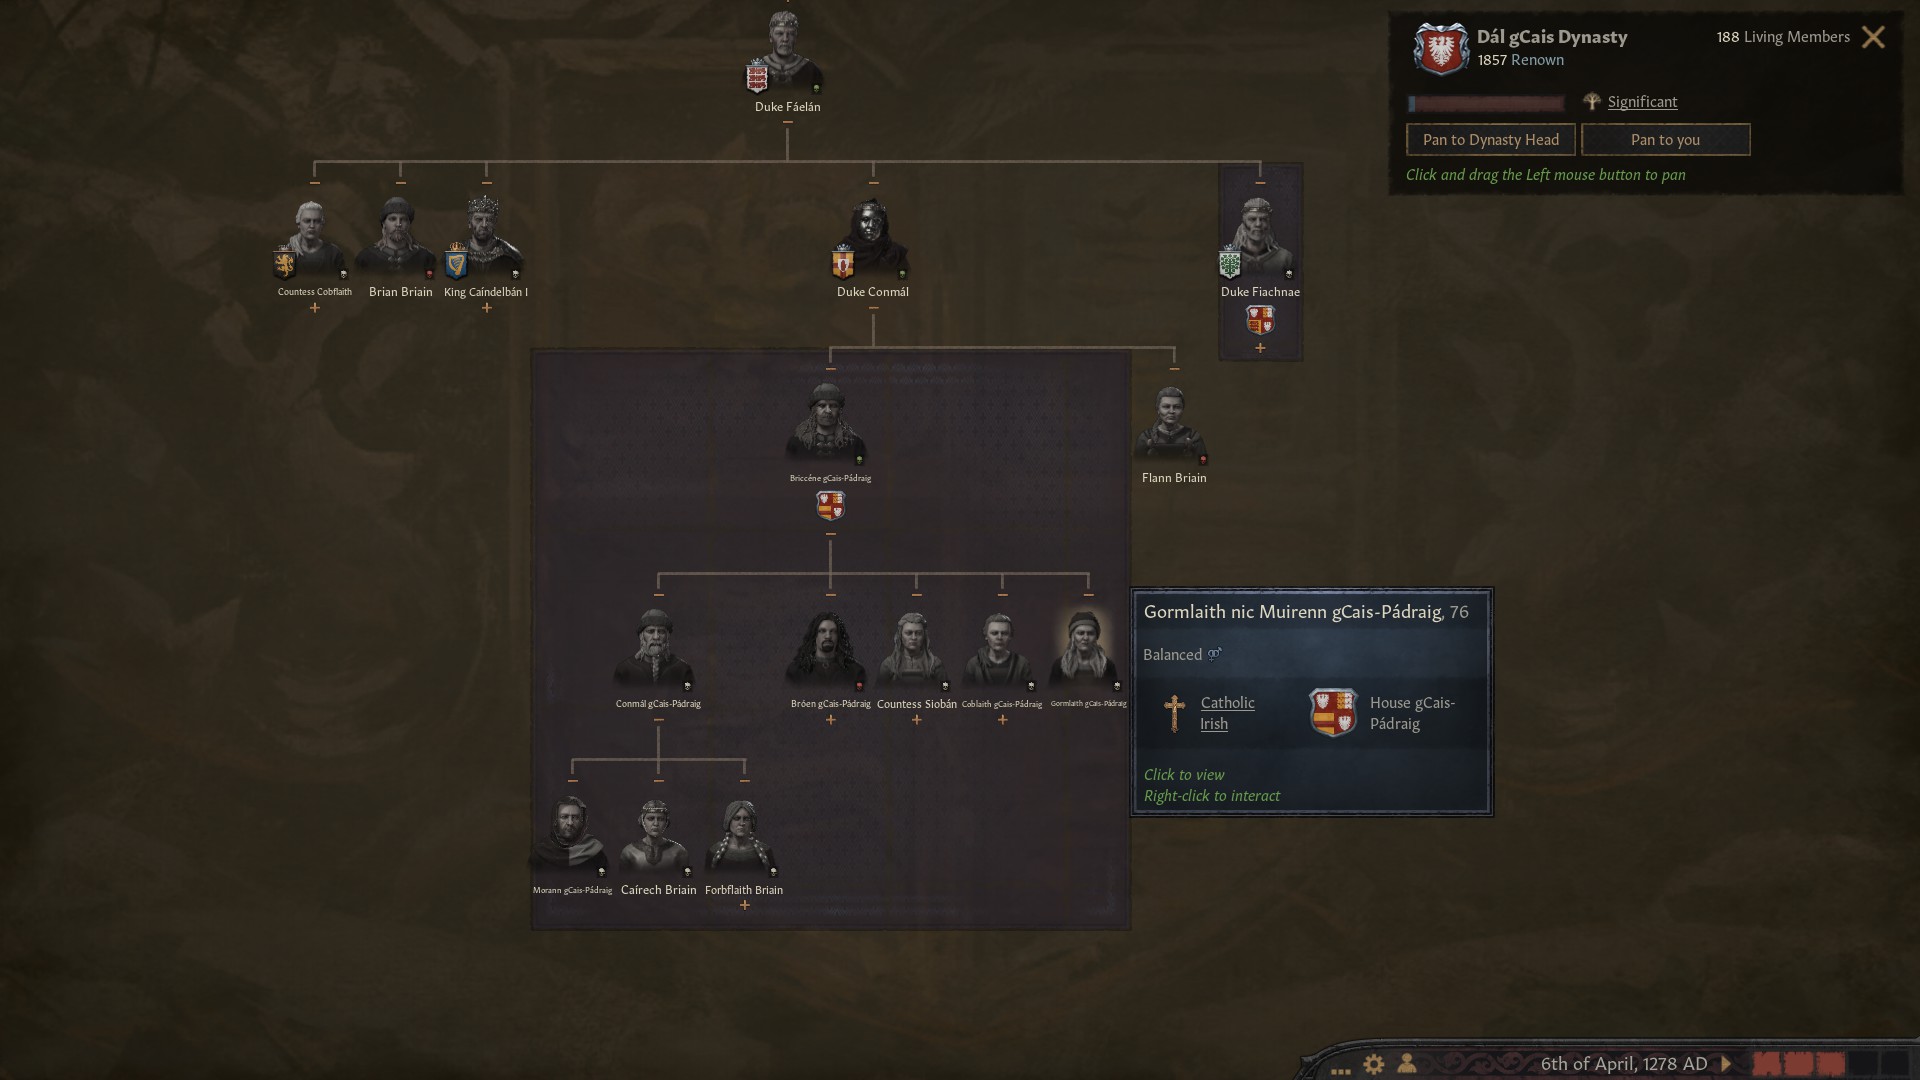 Dál gCais Dynasty
188 Living Members
1857 Renown
Significant
Pan to Dynasty Head
Pan to you
Click and drag the Left mouse button to pan
Duke Fáelán
Countess Cobflaith
Brian Briain
King Caíndelbán I
Duke Conmál
Duke Fiachnae
Briccéne gCais-Pádraig
Flann Briain
Conmál gCais-Pádraig
Bróen gCais-Pádraig
Countess Siobán
Coblaith gCais-Pádraig
Gormlaith gCais-Pádraig
Gormlaith nic Muirenn gCais-Pádraig, 76
Balanced
Catholic
Irish
House gCais-
Pádraig
Click to view
Right-click to interact
Morann gCais-Pádraig
Caírech Briain
Forbflaith Briain
6th of April, 1278 AD